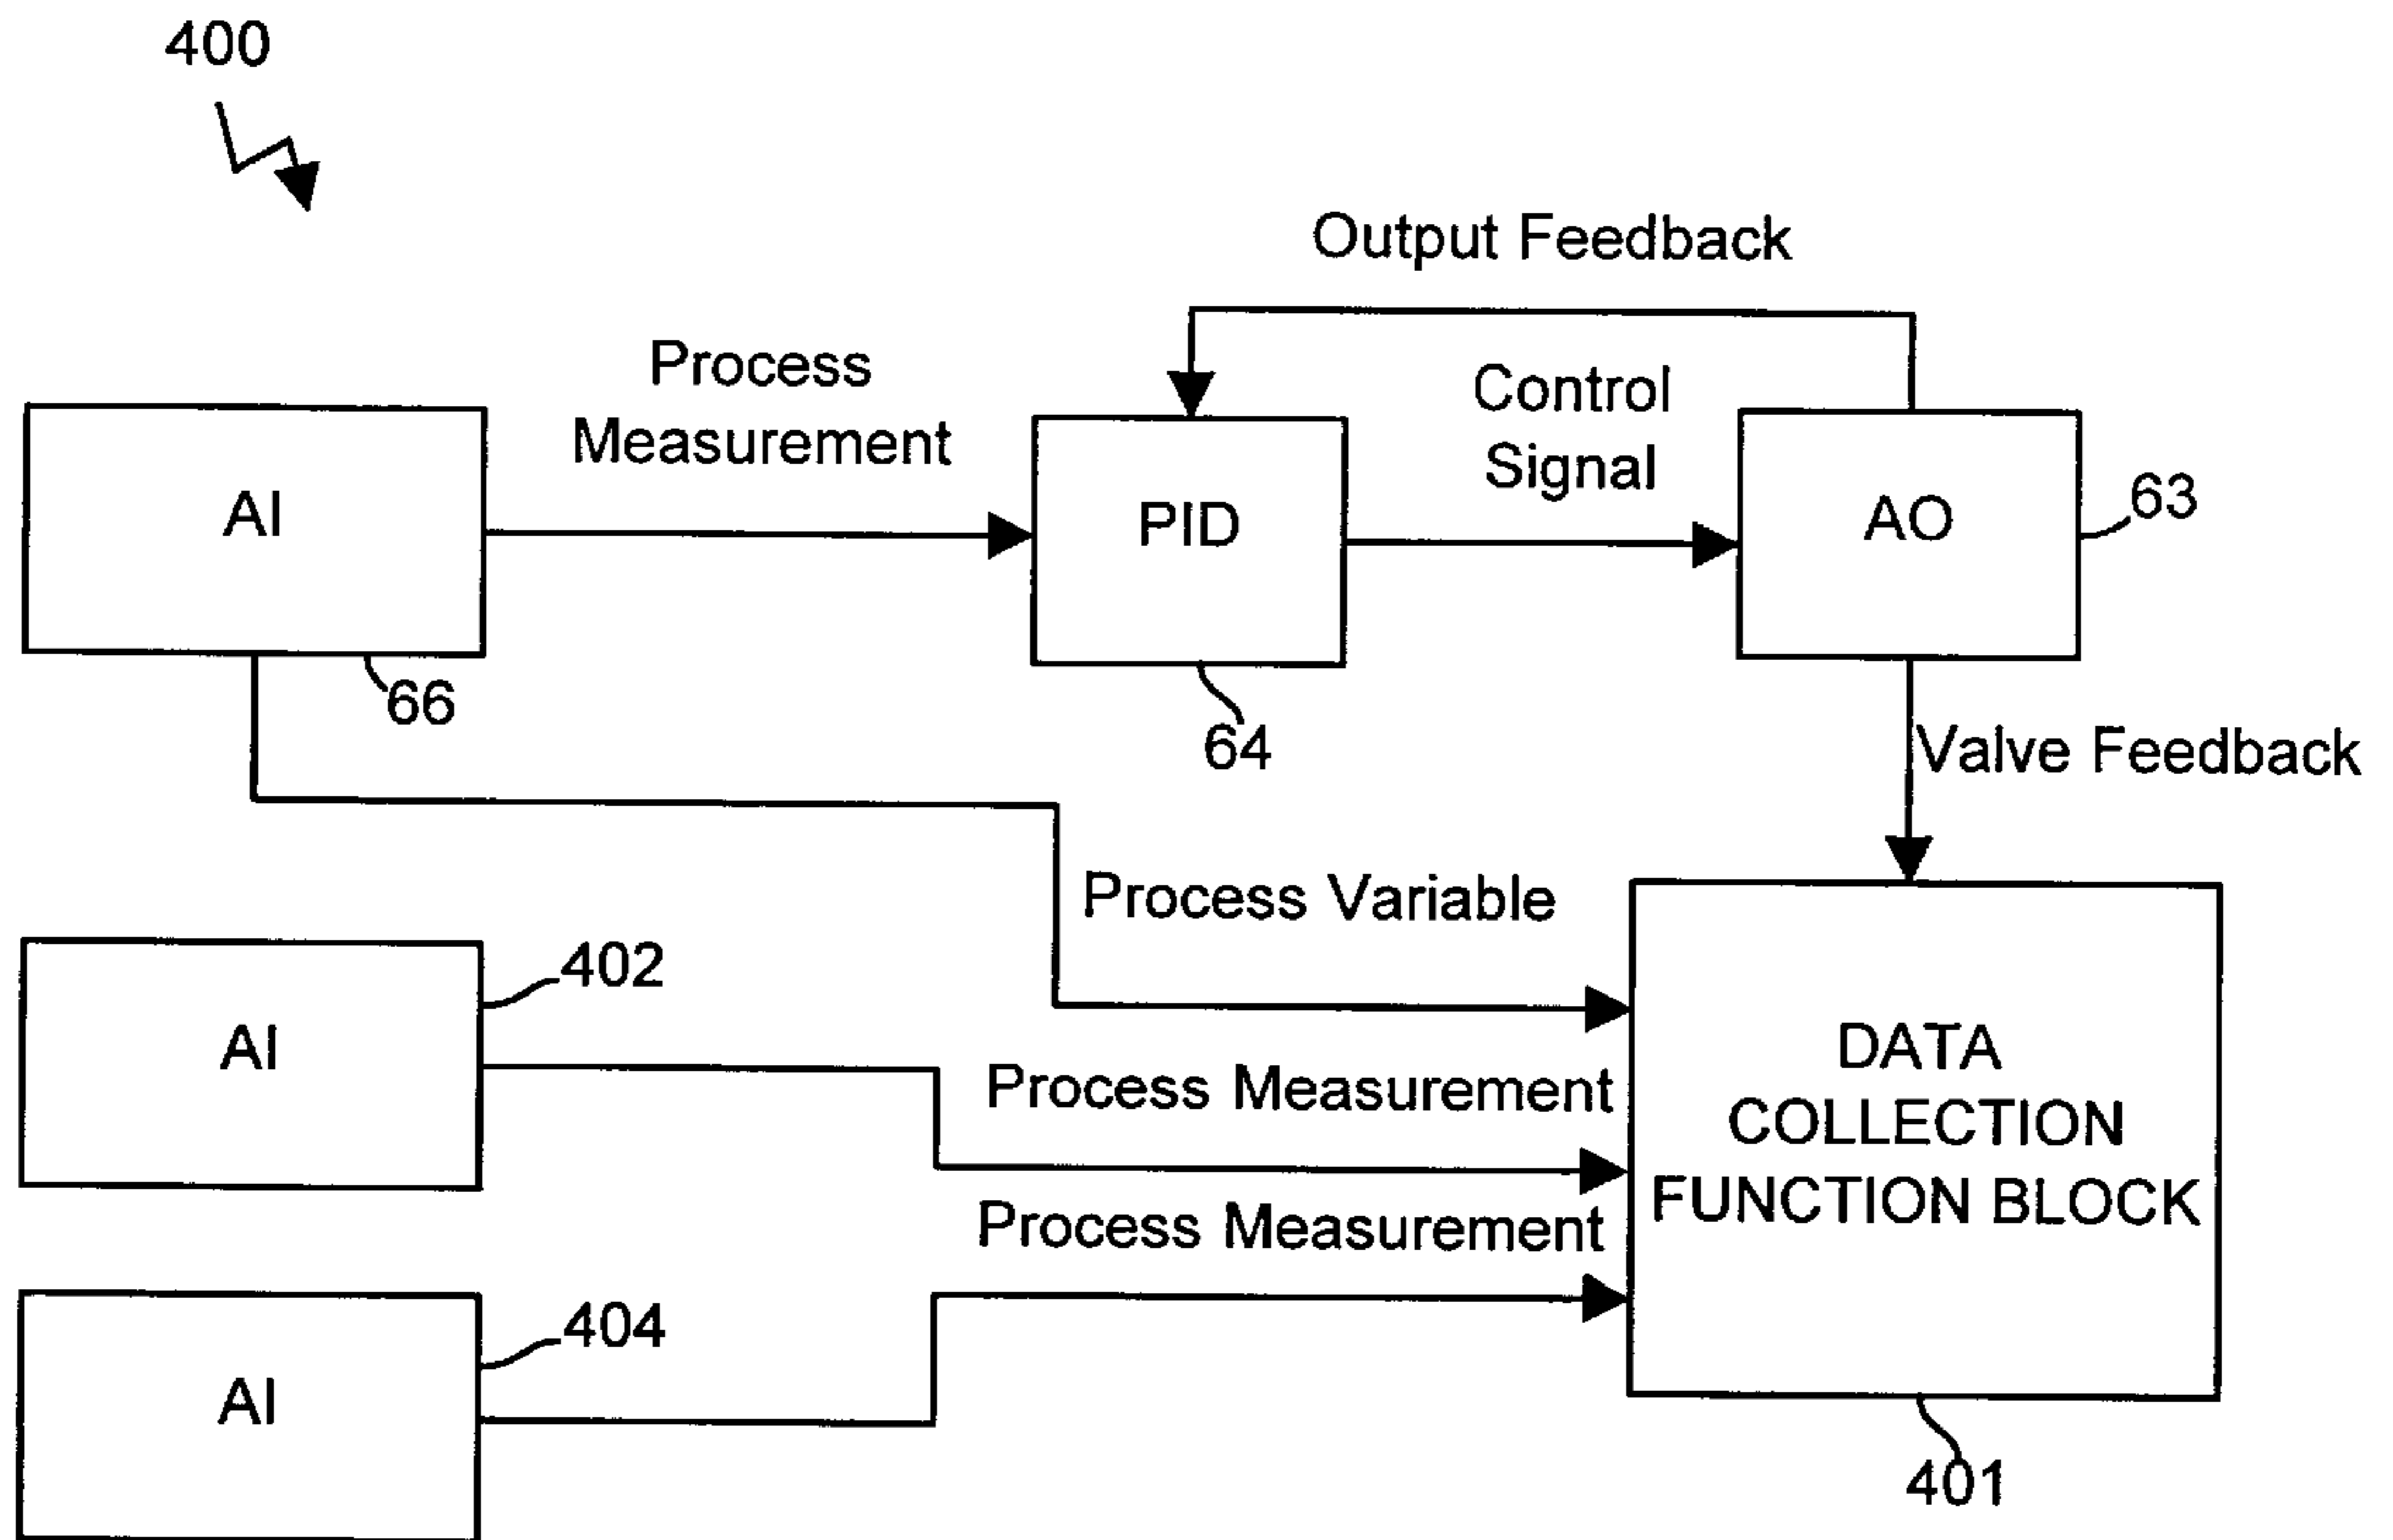 400
Output Feedback
Process
Measurement
Control
Signal
AI
PID
AO
63
66
64
Valve Feedback
Process Variable
402
AI
Process Measurement
DATA
COLLECTION
FUNCTION BLOCK
Process Measurement
404
AI
401